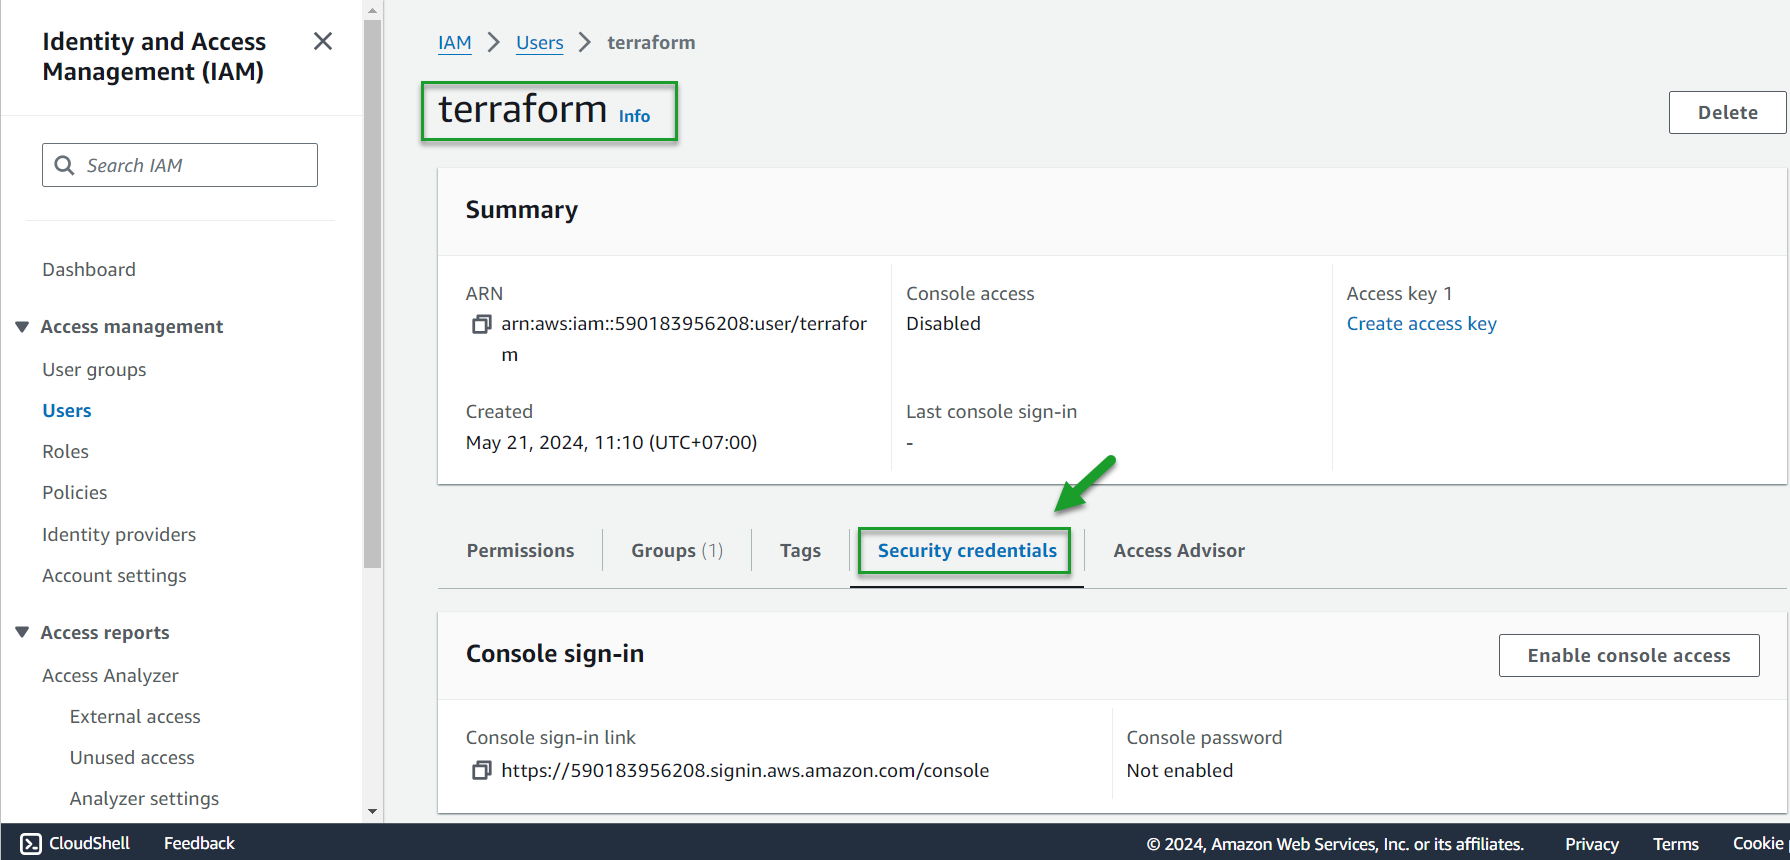 Identity and Access
Management (IAM)
Search IAM
Dashboard
Access management
User groups
Users
Roles
Policies
Identity providers
Account settings
Access reports
Access Analyzer
External access
Unused access
Analyzer settings
IAM Users terraform
terraform Info
Delete
Summary
ARN
arn:aws:iam::590183956208:user/terrafor
m
Console access
Disabled
Access key 1
Create access key
Created
May 21, 2024, 11:10 (UTC+07:00)
Last console sign-in
-
Permissions
Groups (1)
Tags
Security credentials
Access Advisor
Console sign-in
Enable console access
Console sign-in link
https://590183956208.signin.aws.amazon.com/console
Console password
Not enabled
CloudShell Feedback © 2024, Amazon Web Services, Inc. or its affiliates. Privacy Terms Cookie